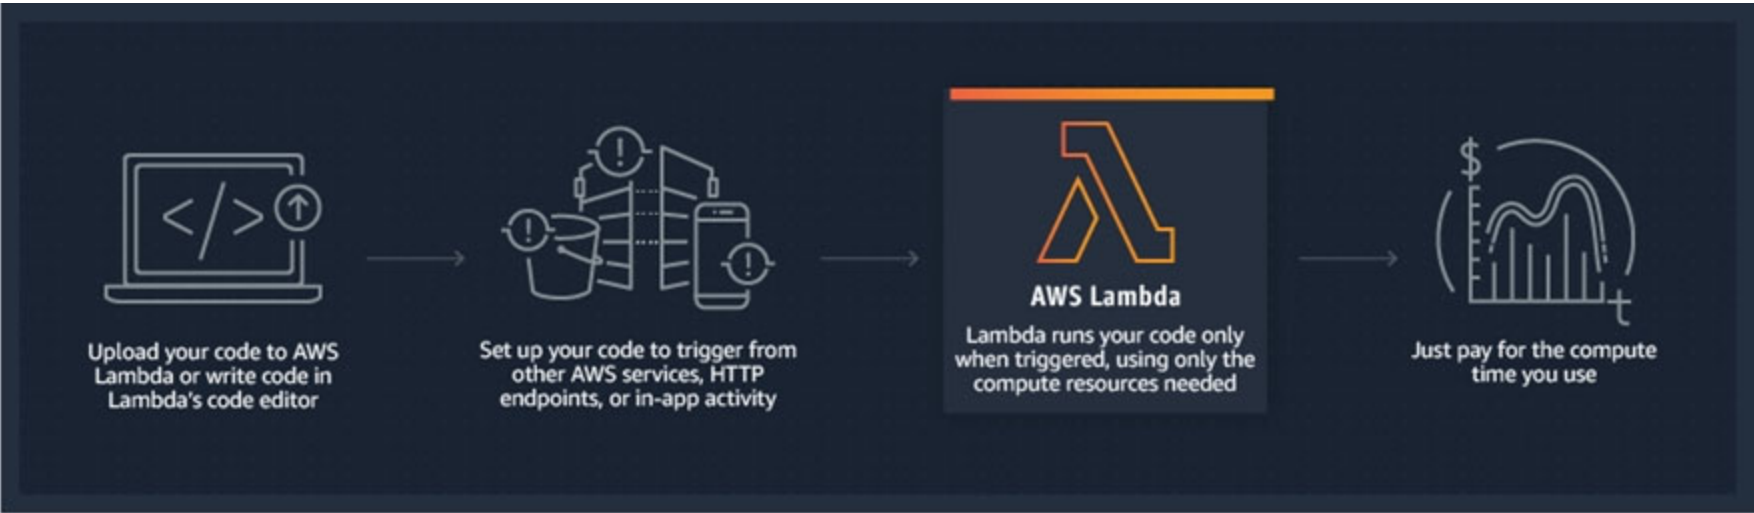 Upload your code to AWS
Lambda or write code in
Lambda's code editor
Set up your code to trigger from
other AWS services, HTTP
endpoints, or in-app activity
AWS Lambda
Lambda runs your code only
when triggered, using only the
compute resources needed
$
t
Just pay for the compute
time you use